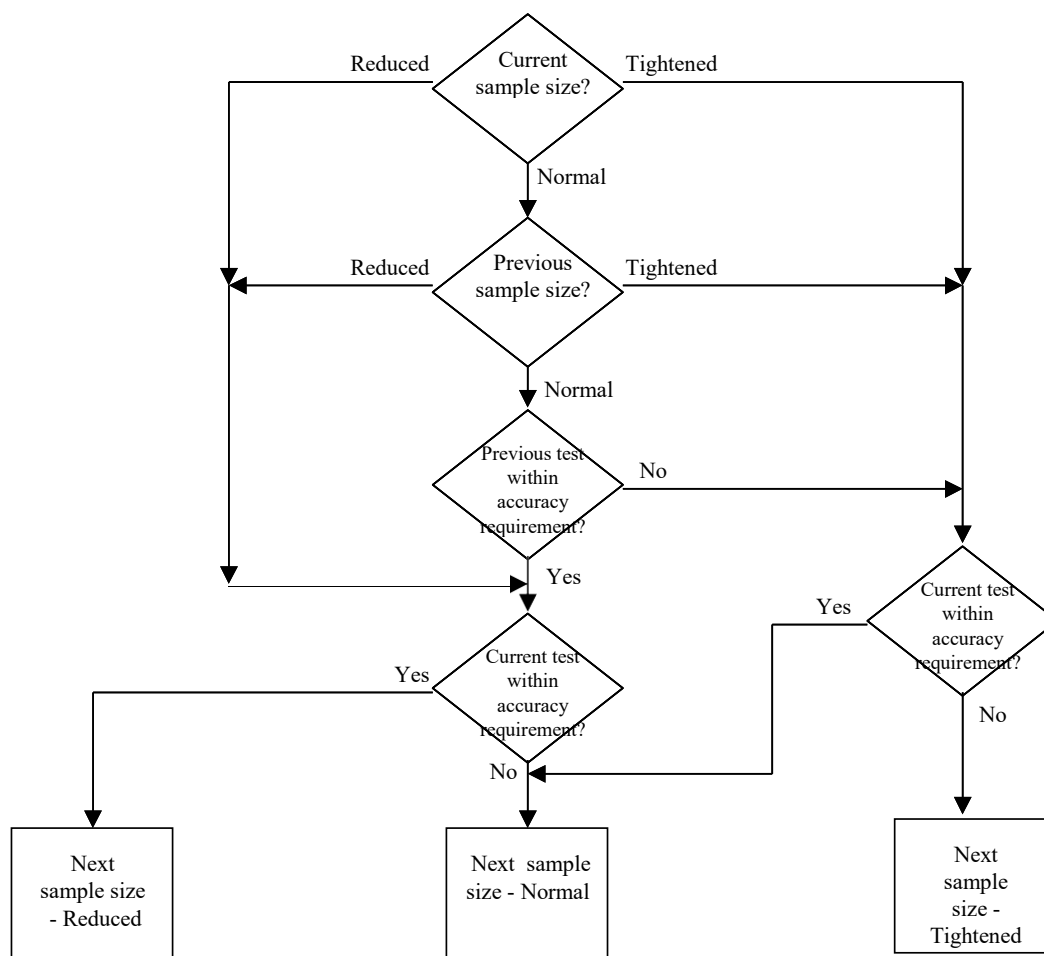 Reduced
Current
sample size?
Tightened
Normal
Reduced
Previous
sample size?
Tightened
Normal
Previous test
within
accuracy
requirement?
No
Yes
Yes
Current test
within
accuracy
requirement?
Yes
Current test
within
accuracy
requirement?
No
No
Next
sample size
- Reduced
Next sample
size - Normal
Next
sample
size -
Tightened